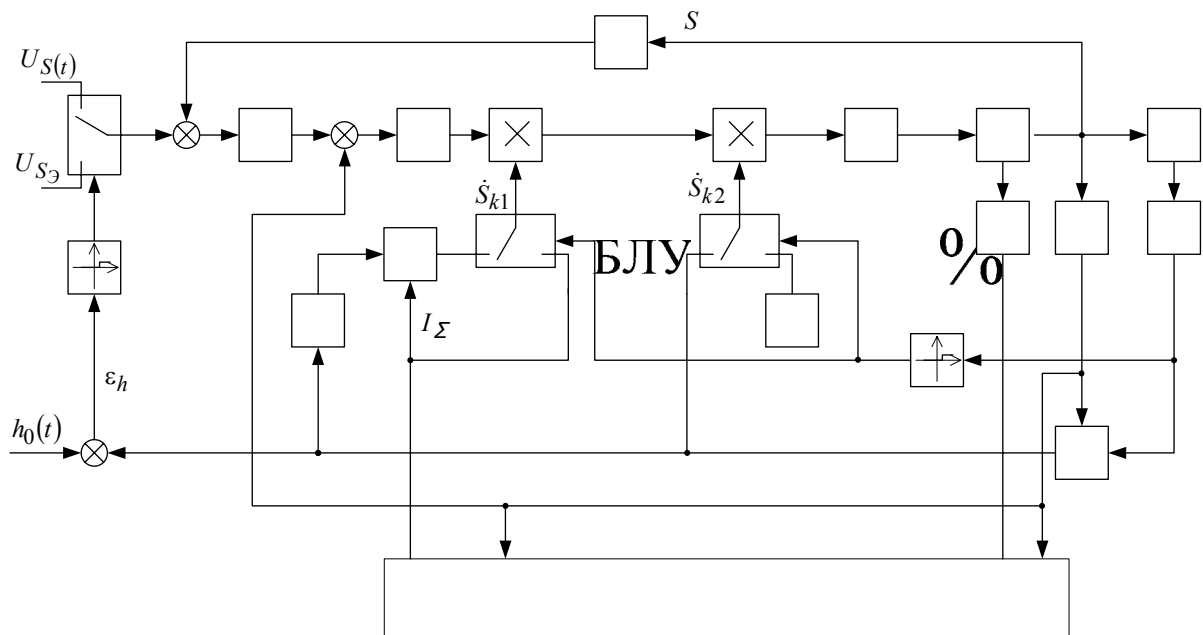 S
U_S(t)
U_SЭ
Ṡ_k1
Ṡ_k2
БЛУ
%
I_Σ
ε_h
h_0(t)